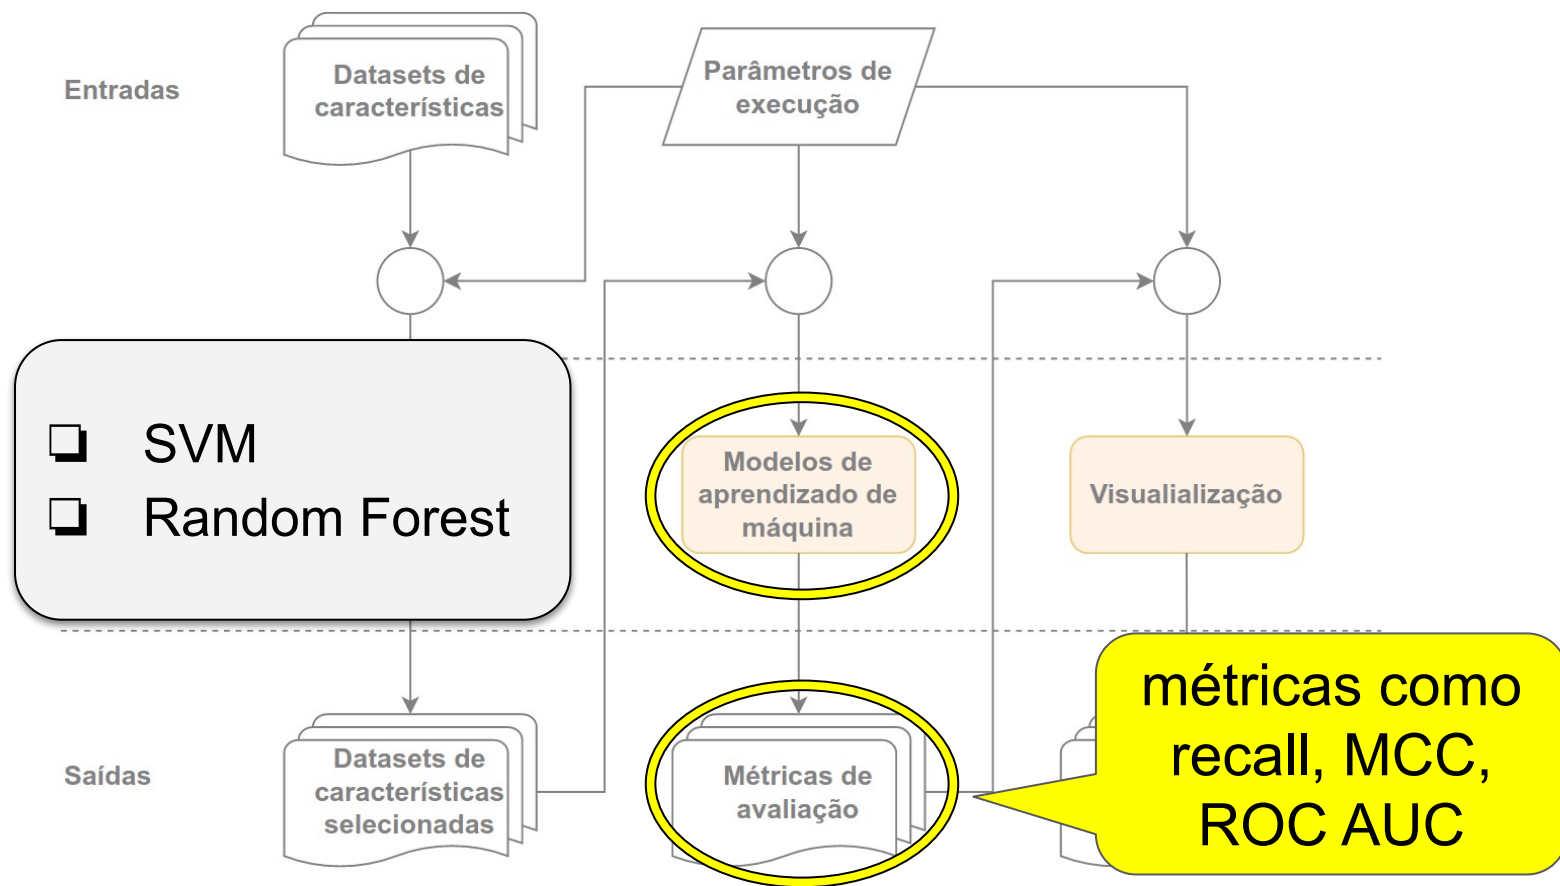 Entradas
Datasets de
características
Parâmetros de
execução
❏ SVM
❏ Random Forest
Modelos de
aprendizado de
máquina
Visualialização
Saídas
Datasets de
características
selecionadas
Métricas de
avaliação
métricas como
recall, MCC,
ROC AUC